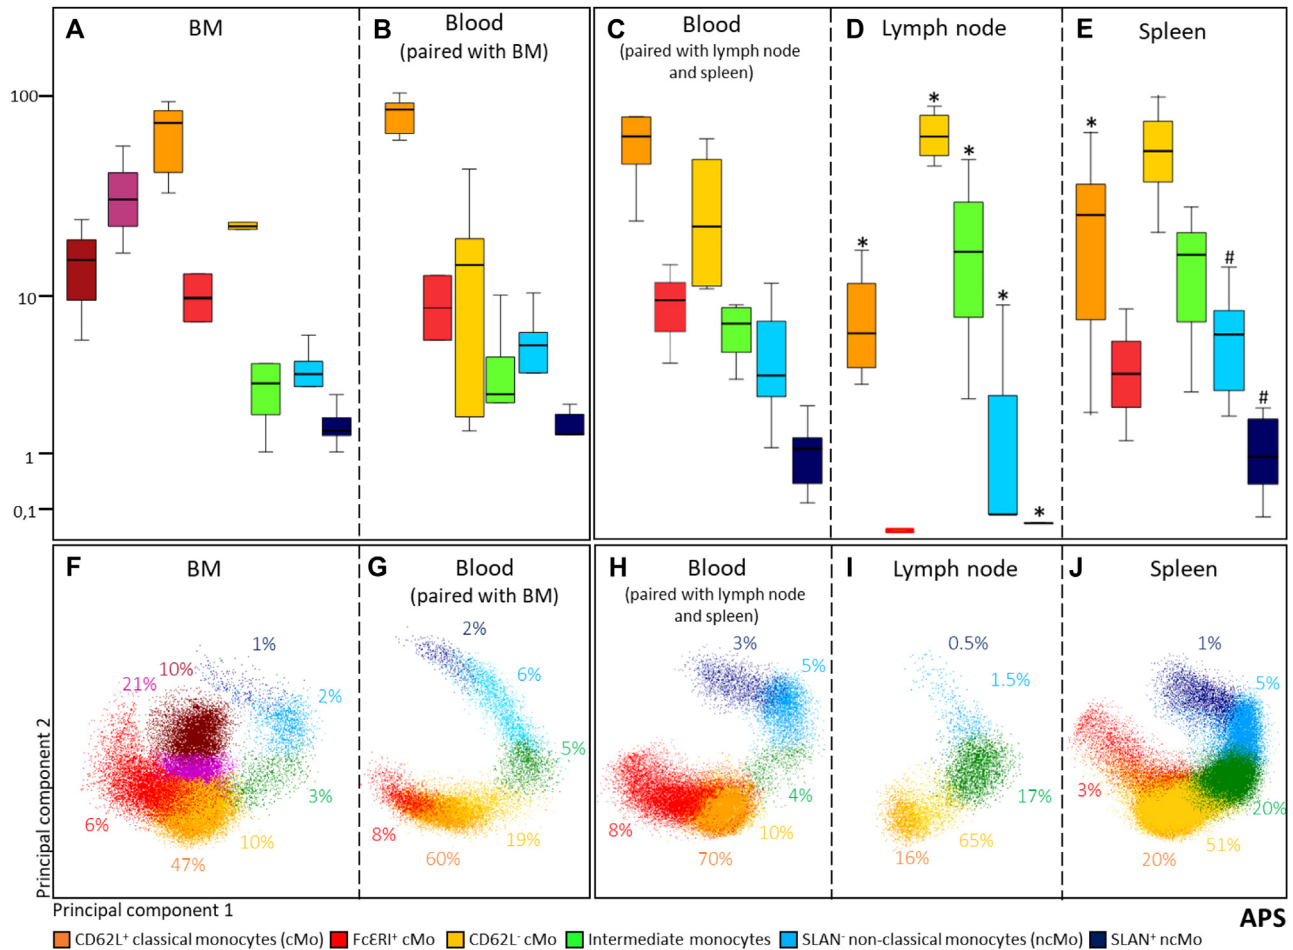 A BM
B Blood
(paired with BM)
C Blood
(paired with lymph node
and spleen)
D Lymph node
E Spleen
100
10
1
0,1
*
*
*
*
*
*
#
#
F BM
G Blood
(paired with BM)
H Blood
(paired with lymph node
and spleen)
I Lymph node
J Spleen
1%
10%
21%
2%
3%
6%
10%
47%
2%
6%
5%
8%
19%
60%
3%
5%
4%
8%
10%
70%
0.5%
1.5%
17%
65%
16%
1%
5%
3%
20%
51%
20%
Principal component 2
Principal component 1
APS
CD62L⁺ classical monocytes (cMo) FcɛRI⁺ cMo CD62L⁻ cMo Intermediate monocytes SLAN⁻ non-classical monocytes (ncMo) SLAN⁺ ncMo